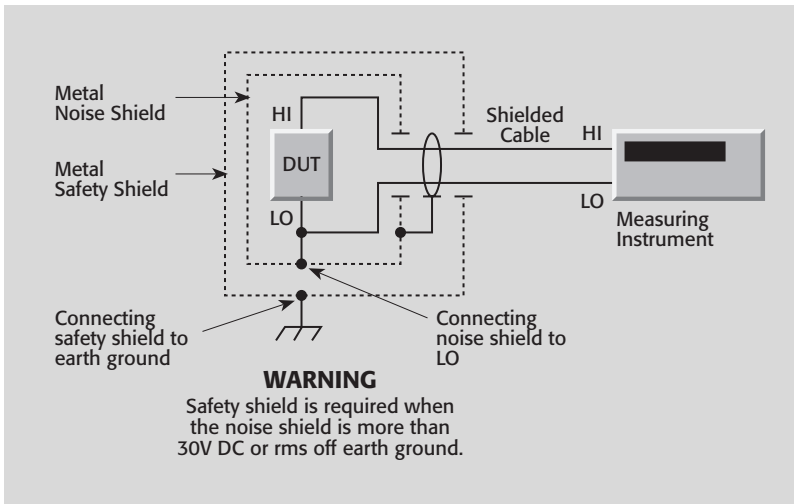 Metal
Noise Shield
HI
Shielded
Cable
HI
DUT
Metal
Safety Shield
LO
LO
Measuring
Instrument
Connecting
safety shield to
earth ground
Connecting
noise shield to
LO
WARNING
Safety shield is required when
the noise shield is more than
30V DC or rms off earth ground.